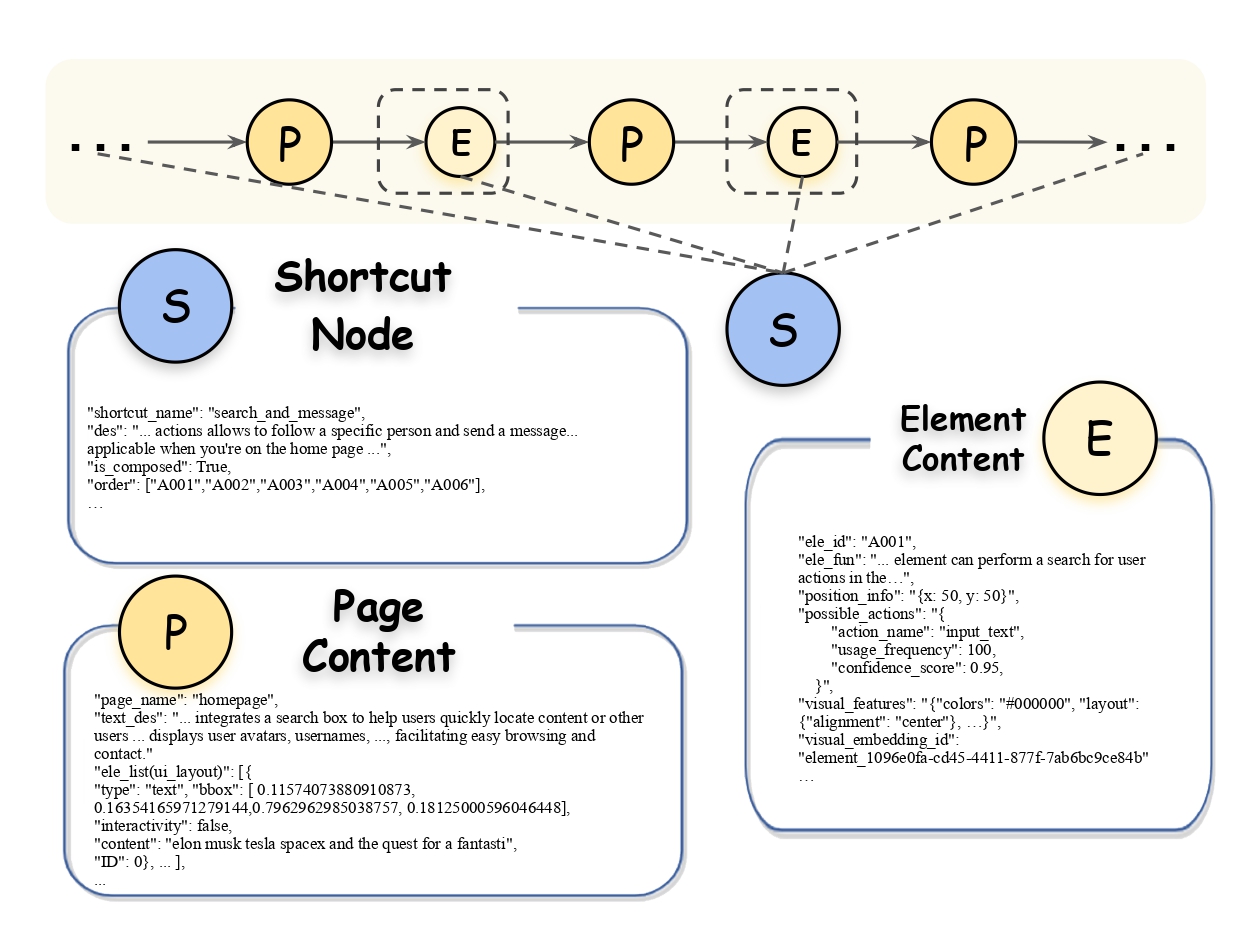 ... P E P E P ...
S Shortcut
Node
"shortcut_name": "search_and_message",
"des": "... actions allows to follow a specific person and send a message...
applicable when you're on the home page ...",
"is_composed": True,
"order": ["A001","A002","A003","A004","A005","A006"],
…
S
Element
Content
E
"ele_id": "A001",
"ele_fun": "... element can perform a search for user
actions in the…",
"position_info": "{x: 50, y: 50}",
"possible_actions": "{
"action_name": "input_text",
"usage_frequency": 100,
"confidence_score": 0.95,
}",
"visual_features": "{"colors": "#000000", "layout":
{"alignment": "center"}, …}",
"visual_embedding_id":
"element_1096e0fa-cd45-4411-877f-7ab6bc9ce84b"
…
P
Page
Content
"page_name": "homepage",
"text_des": "... integrates a search box to help users quickly locate content or other
users ... displays user avatars, usernames, ..., facilitating easy browsing and
contact."
"ele_list(ui_layout)": [{
"type": "text", "bbox": [ 0.11574073880910873,
0.16354165971279144,0.7962962985038757, 0.18125000596046448],
"interactivity": false,
"content": "elon musk tesla spacex and the quest for a fantasti",
"ID": 0}, ... ],
...